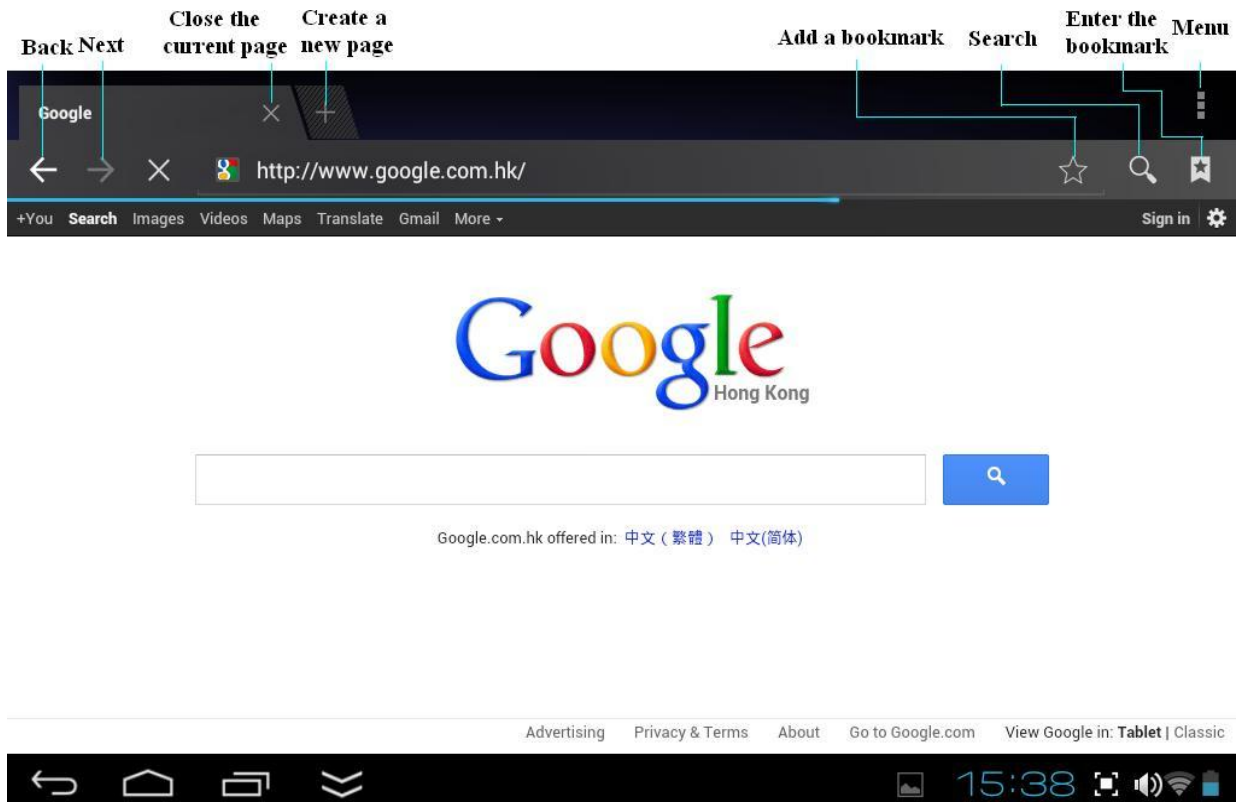 Back Next
Close the
current page
Create a
new page
Add a bookmark
Search
Enter the
bookmark
Menu
Google
http://www.google.com.hk/
+You Search Images Videos Maps Translate Gmail More
Sign in
Google
Hong Kong
Google.com.hk offered in: 中文（繁體） 中文(简体)
Advertising Privacy & Terms About Go to Google.com View Google in: Tablet | Classic
15:38